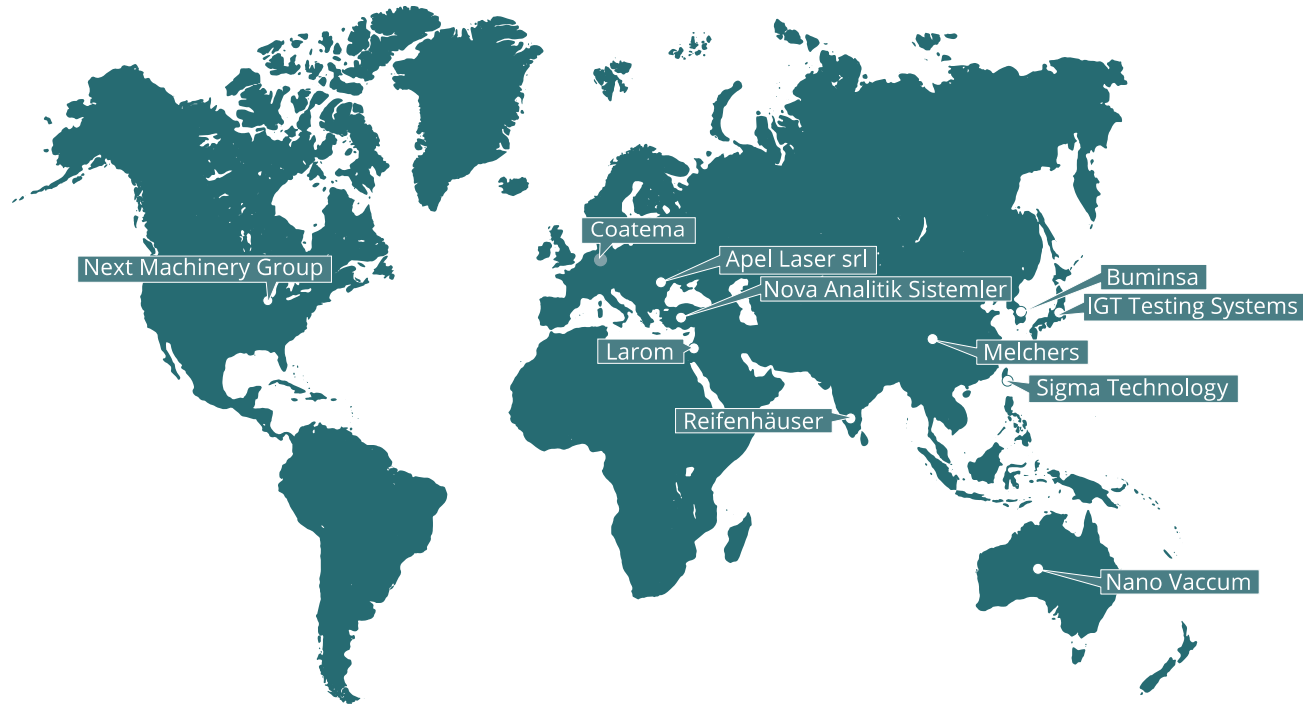 Coatema
Next Machinery Group
Apel Laser srl
Nova Analitik Sistemler
Buminsa
IGT Testing Systems
Larom
Melchers
Sigma Technology
Reifenhäuser
Nano Vaccum